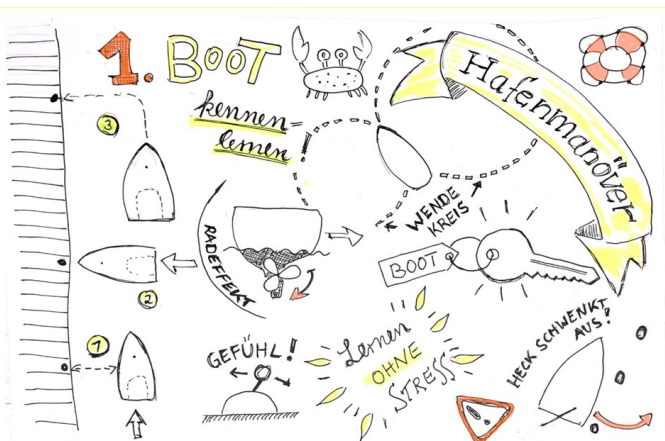 1. BOOT
kennen=
lernen
Hafenmanöver
3
WENDE
KREIS
RADEFFEKT
BOOT
2
1
GEFÜHL!
Lernen
OHNE
STRESS
HECK SCHWENKT
AUS!